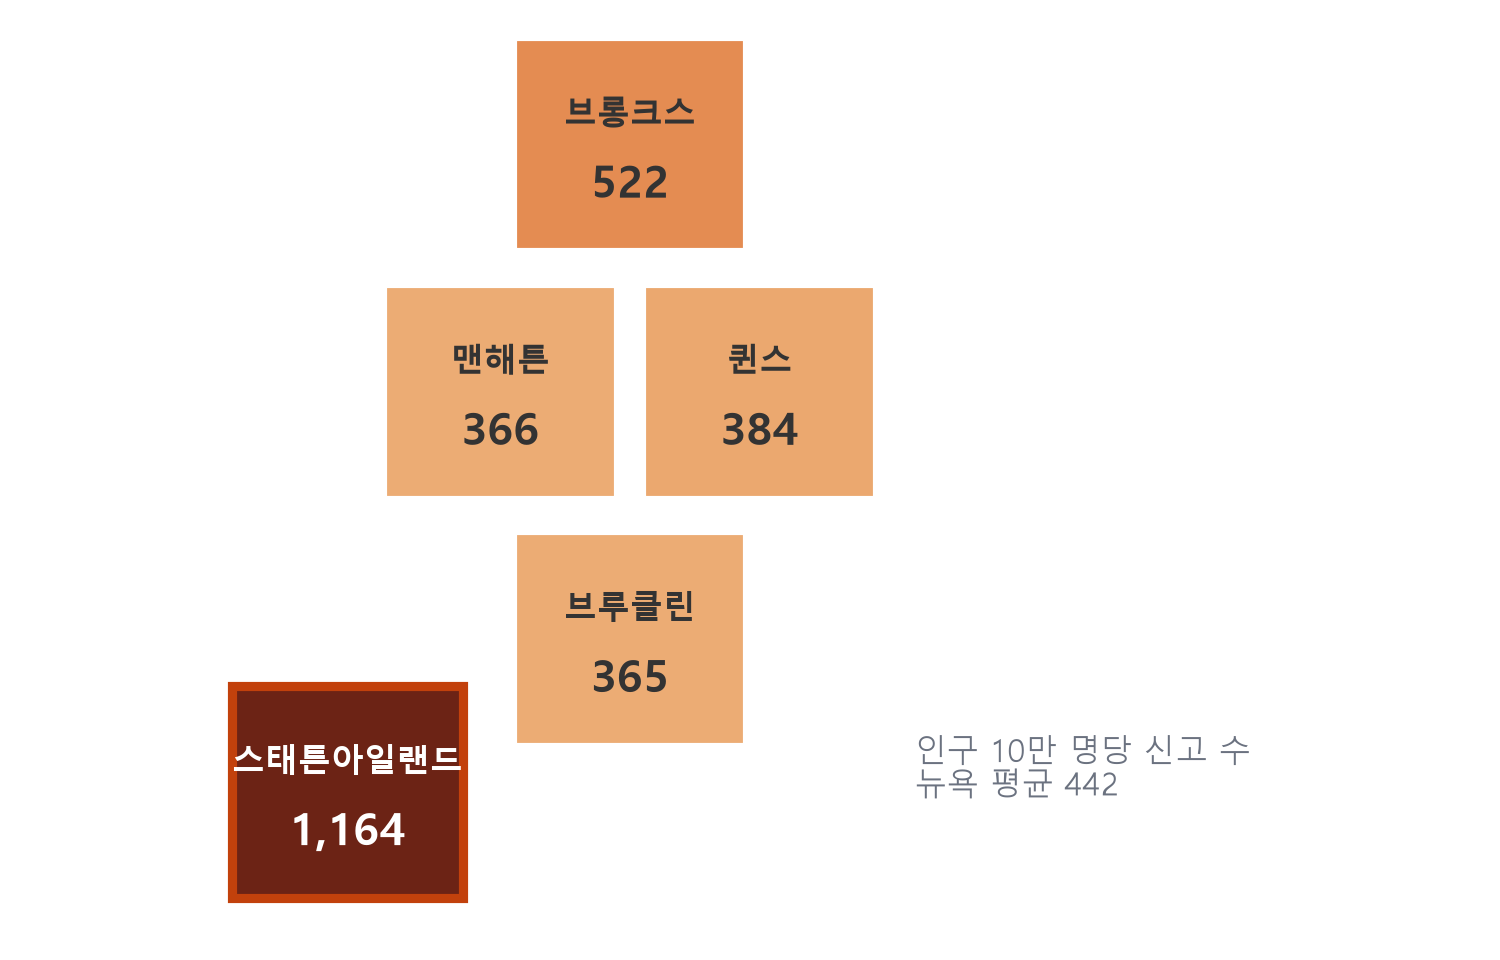 브롱크스
522
맨해튼
366
퀸스
384
브루클린
365
스태튼아일랜드
1,164
인구 10만 명당 신고 수
뉴욕 평균 442